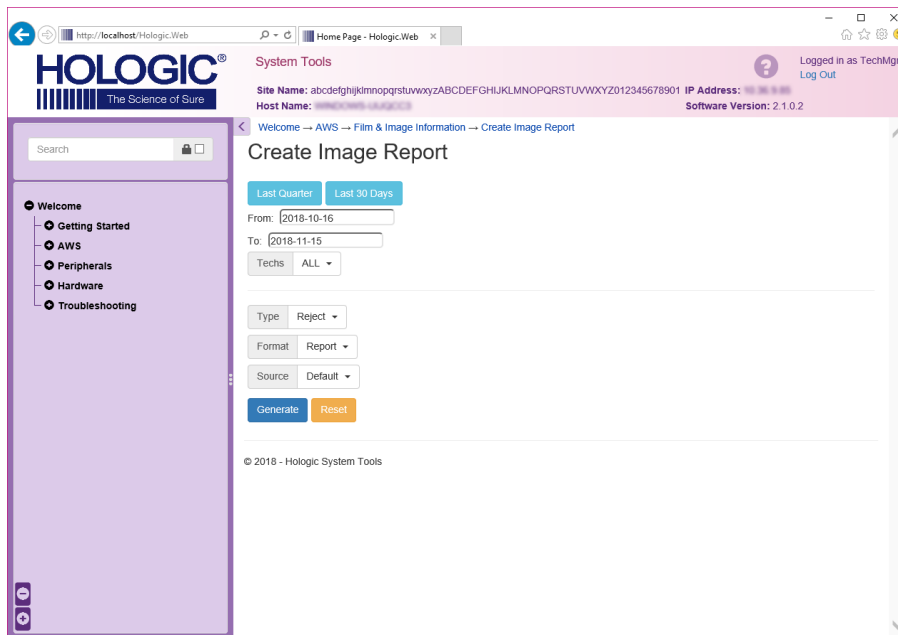 http://localhost/Hologic.Web
Home Page - Hologic.Web
HOLOGIC®
The Science of Sure
System Tools
Logged in as TechMgr
Log Out
Site Name: abcdefghijklmnopqrstuvwxyzABCDEFGHIJKLMNOPQRSTUVWXYZ012345678901 IP Address:
Host Name:
Software Version: 2.1.0.2
Search
Welcome → AWS → Film & Image Information → Create Image Report
Create Image Report
Last Quarter Last 30 Days
From: 2018-10-16
To: 2018-11-15
Techs ALL
Type Reject
Format Report
Source Default
Generate Reset
© 2018 - Hologic System Tools
Welcome
Getting Started
AWS
Peripherals
Hardware
Troubleshooting